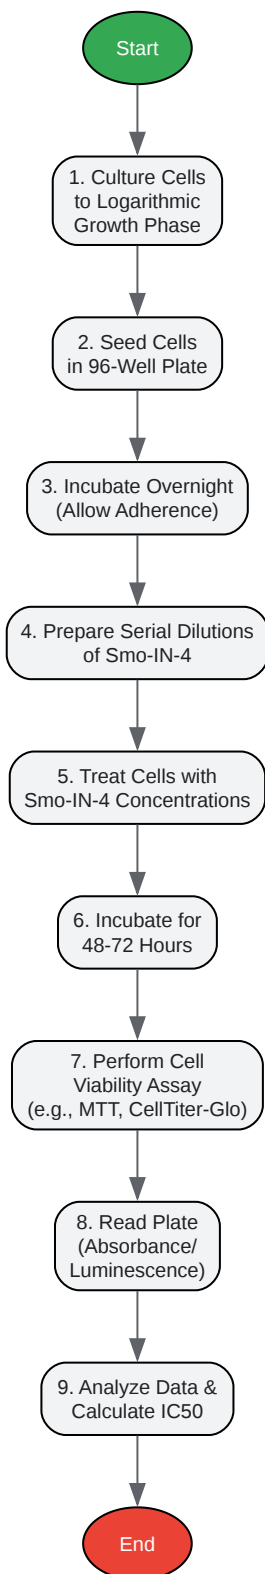 Start
1. Culture Cells
to Logarithmic
Growth Phase
2. Seed Cells
in 96-Well Plate
3. Incubate Overnight
(Allow Adherence)
4. Prepare Serial Dilutions
of Smo-IN-4
5. Treat Cells with
Smo-IN-4 Concentrations
6. Incubate for
48-72 Hours
7. Perform Cell
Viability Assay
(e.g., MTT, CellTiter-Glo)
8. Read Plate
(Absorbance/
Luminescence)
9. Analyze Data &
Calculate IC50
End